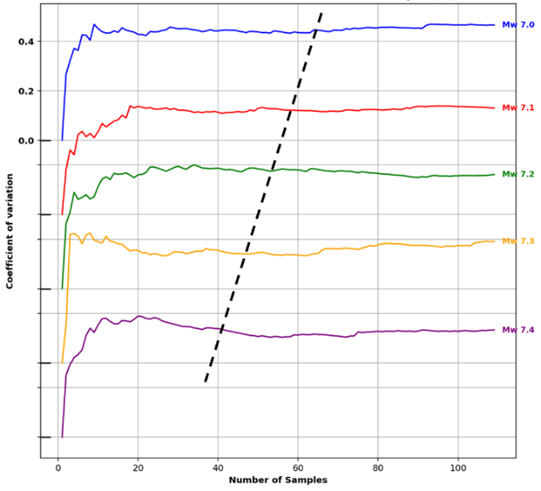 Mw 7.0
0.4
0.2
Mw 7.1
0.0
Mw 7.2
Mw 7.3
Mw 7.4
Coefficient of variation
0 20 40 60 80 100
Number of Samples